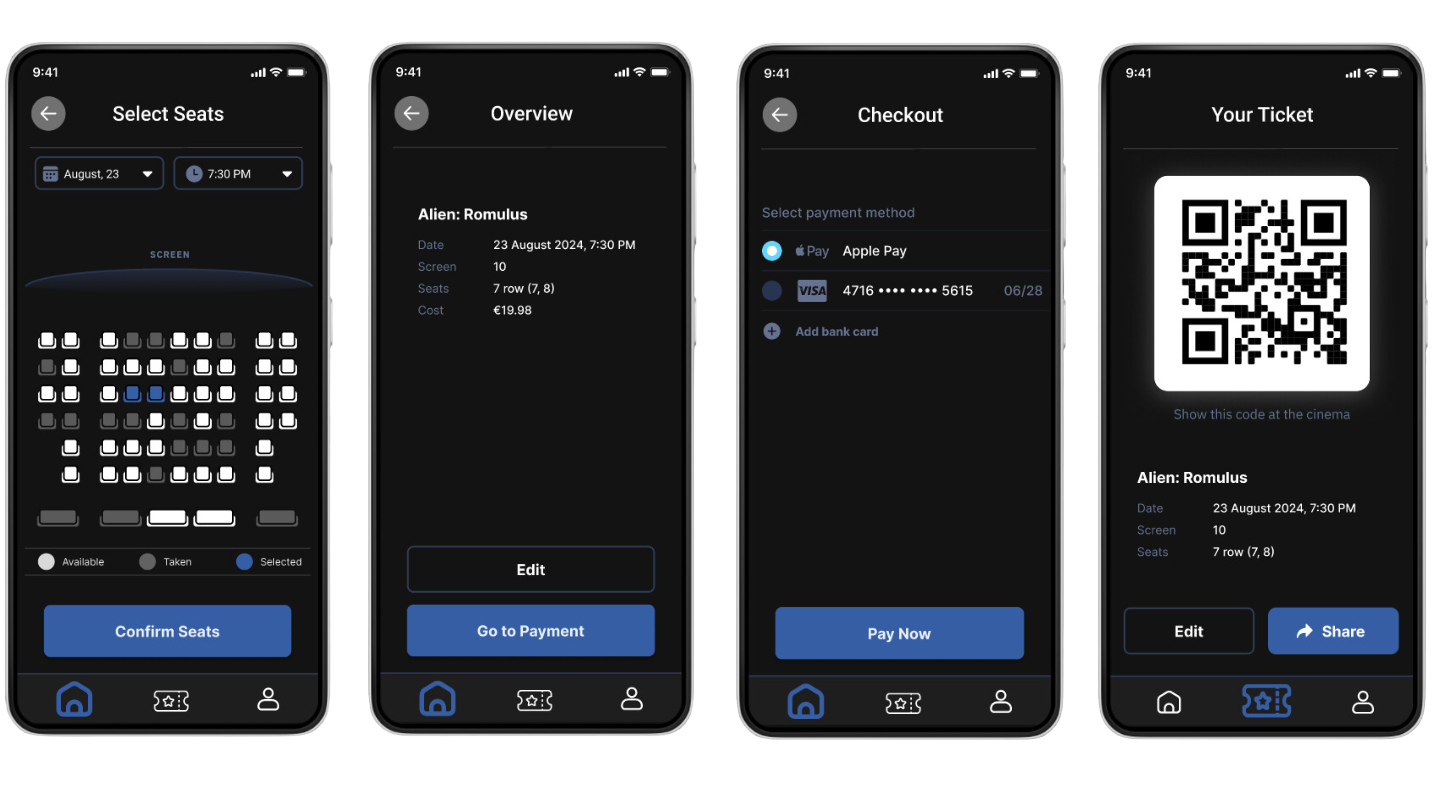 9:41
Select Seats
August, 23
7:30 PM
SCREEN
Available
Taken
Selected
Confirm Seats
9:41
Overview
Alien: Romulus
Date 23 August 2024, 7:30 PM
Screen 10
Seats 7 row (7, 8)
Cost €19.98
Edit
Go to Payment
9:41
Checkout
Select payment method
Pay Apple Pay
VISA 4716 •••• •••• 5615 06/28
Add bank card
Pay Now
9:41
Your Ticket
Show this code at the cinema
Alien: Romulus
Date 23 August 2024, 7:30 PM
Screen 10
Seats 7 row (7, 8)
Edit
Share